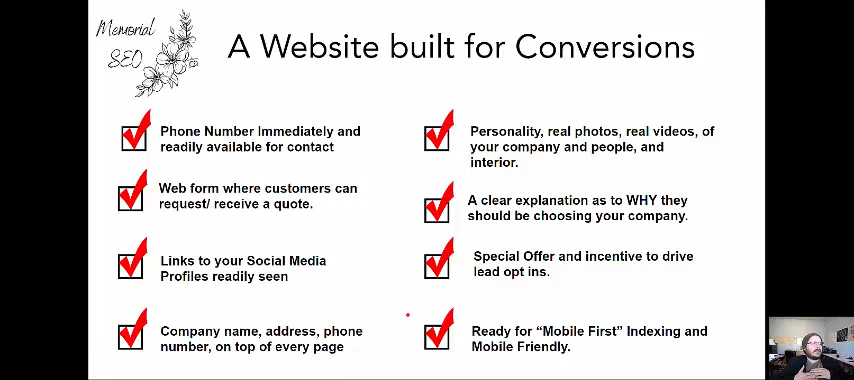 Memorial
SEO
A Website built for Conversions
Phone Number Immediately and
readily available for contact
Web form where customers can
request/ receive a quote.
Links to your Social Media
Profiles readily seen
Company name, address, phone
number, on top of every page
Personality, real photos, real videos, of
your company and people, and
interior.
A clear explanation as to WHY they
should be choosing your company.
Special Offer and incentive to drive
lead opt ins.
Ready for “Mobile First” Indexing and
Mobile Friendly.